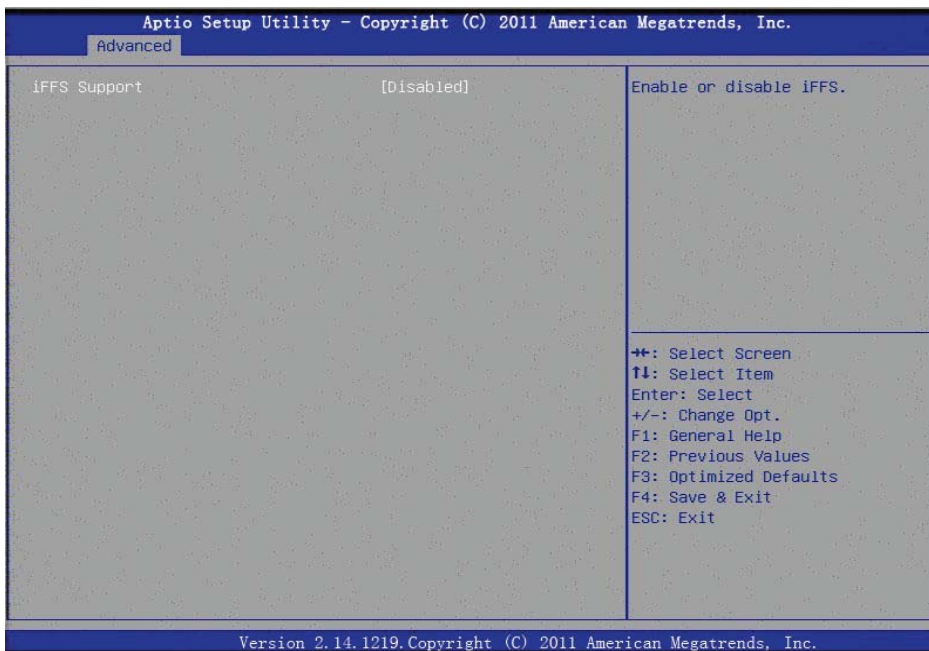 Aptio Setup Utility - Copyright (C) 2011 American Megatrends, Inc.
Advanced
iFFS Support [Disabled]
Enable or disable iFFS.
→←: Select Screen
↑↓: Select Item
Enter: Select
+/-: Change Opt.
F1: General Help
F2: Previous Values
F3: Optimized Defaults
F4: Save & Exit
ESC: Exit
Version 2.14.1219.Copyright (C) 2011 American Megatrends, Inc.